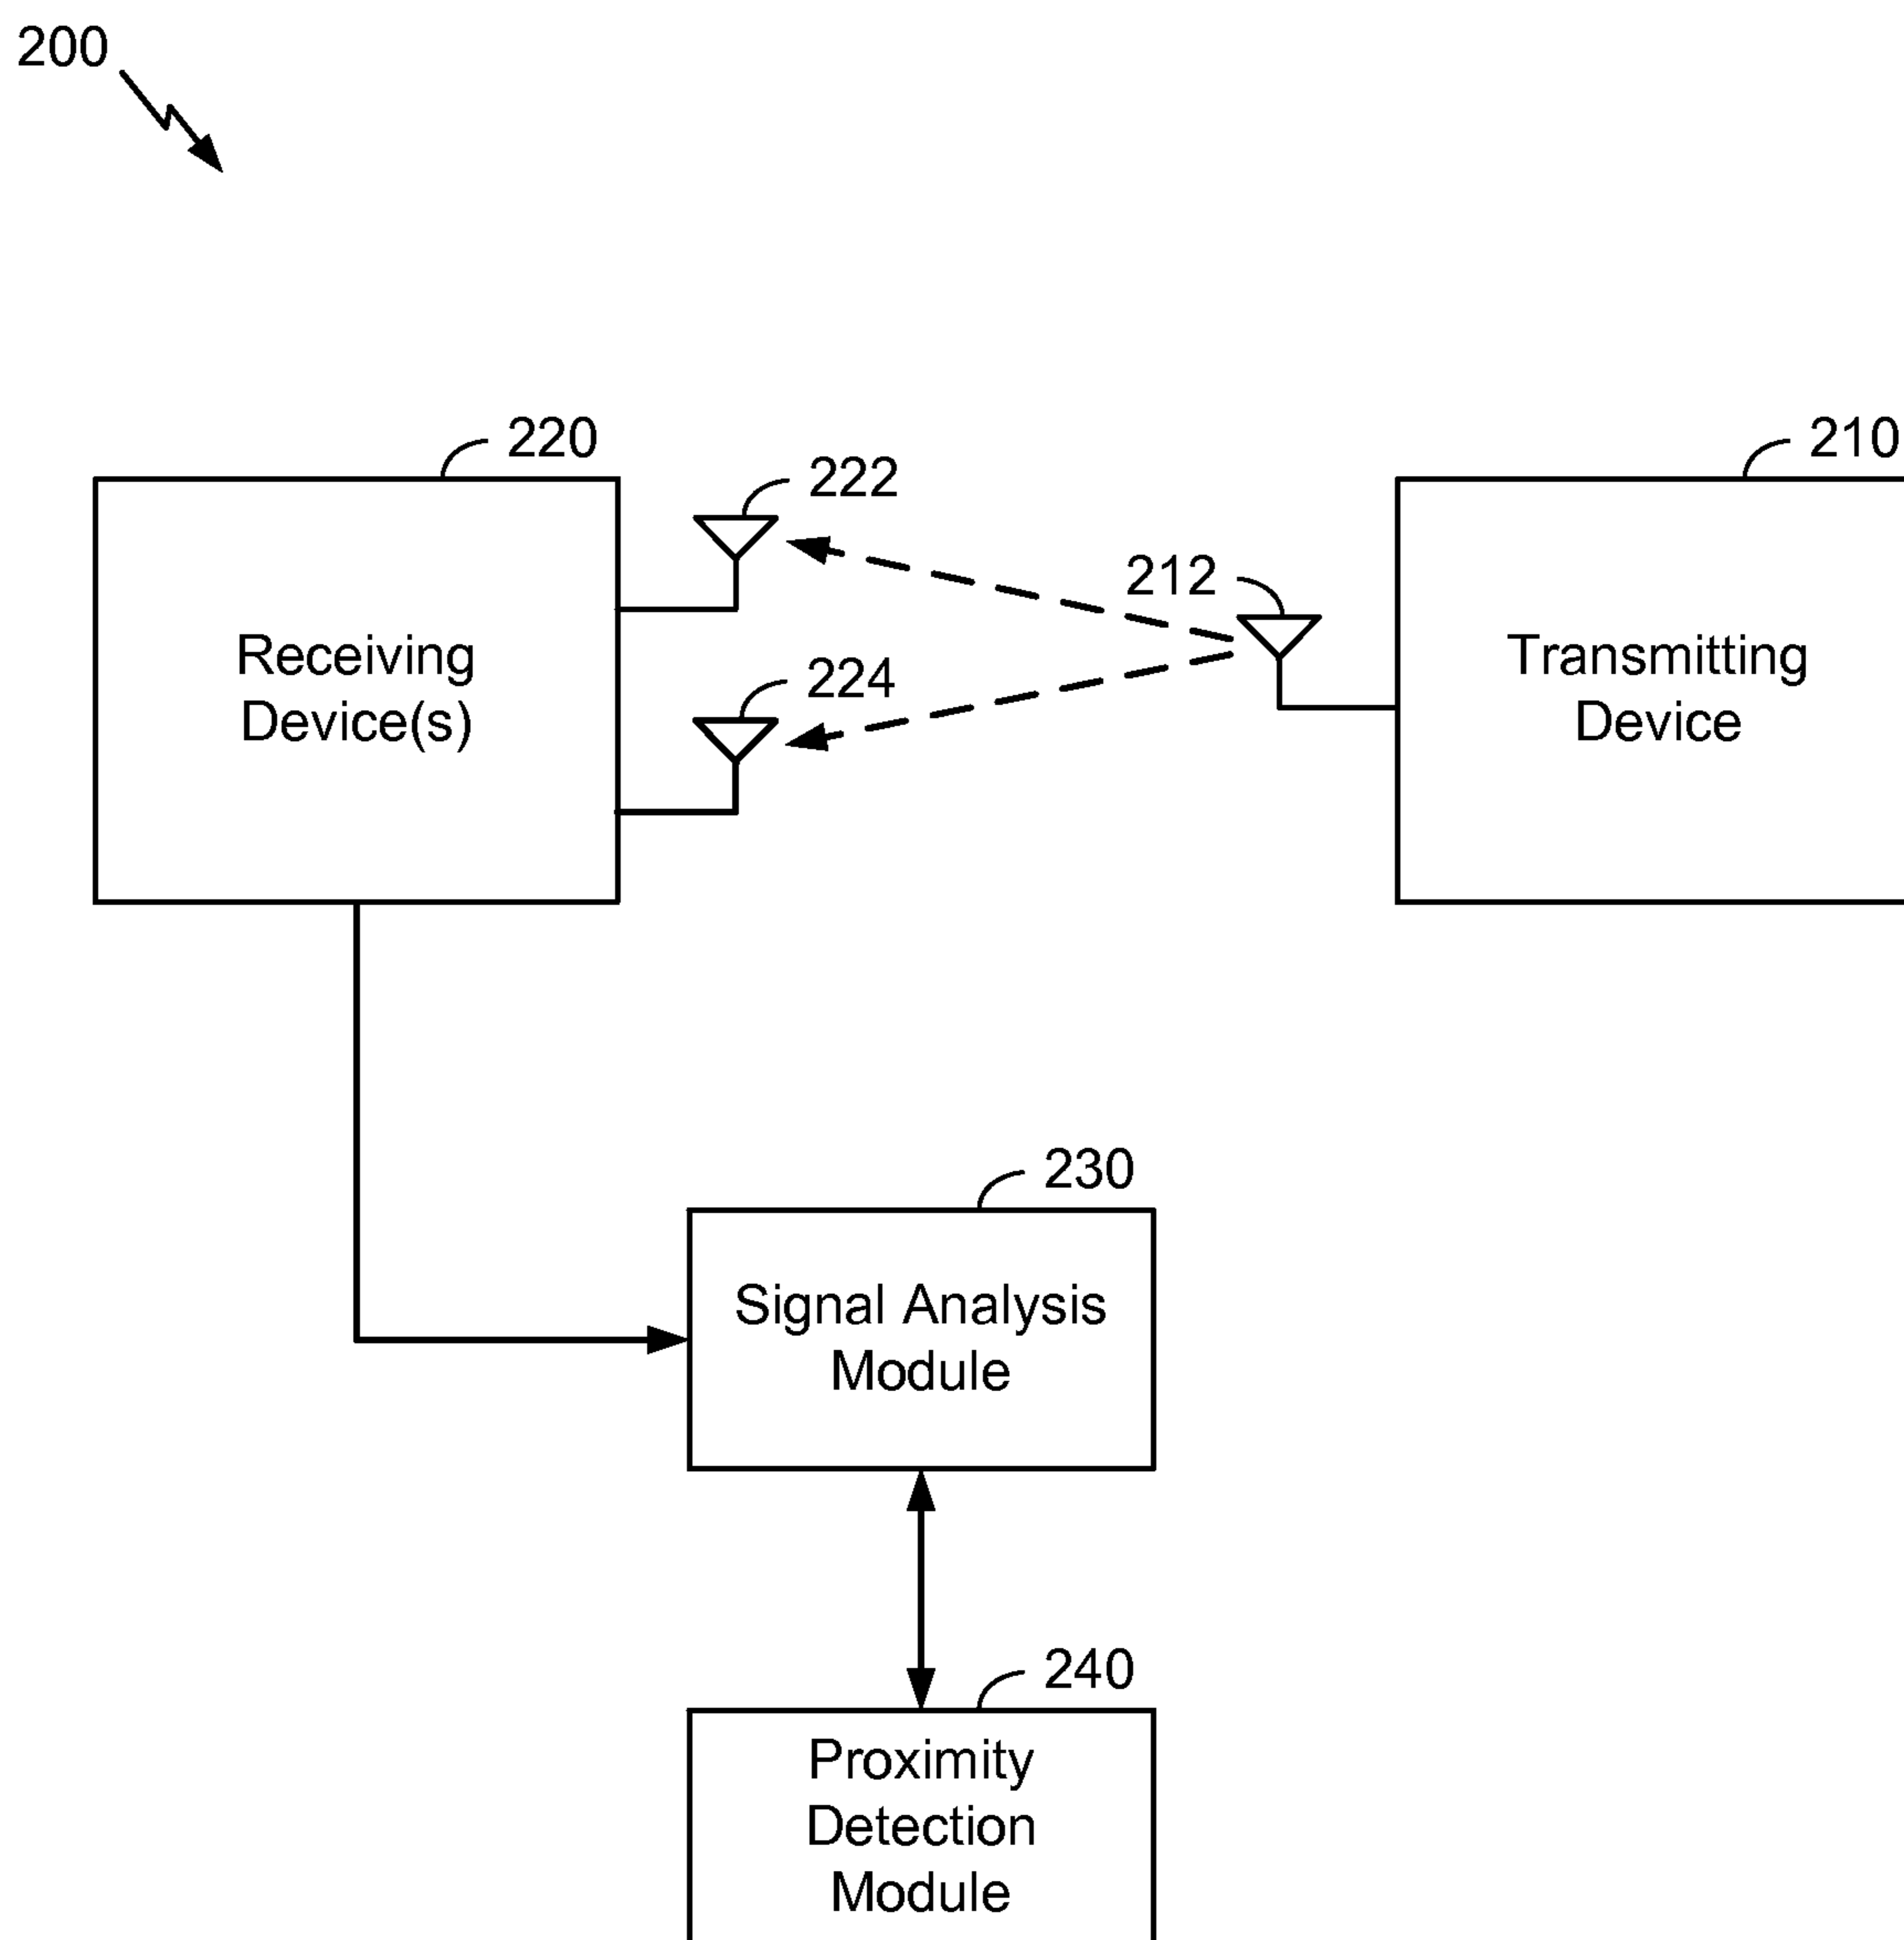 200
220
210
222
212
224
Receiving
Device(s)
Transmitting
Device
230
Signal Analysis
Module
240
Proximity
Detection
Module